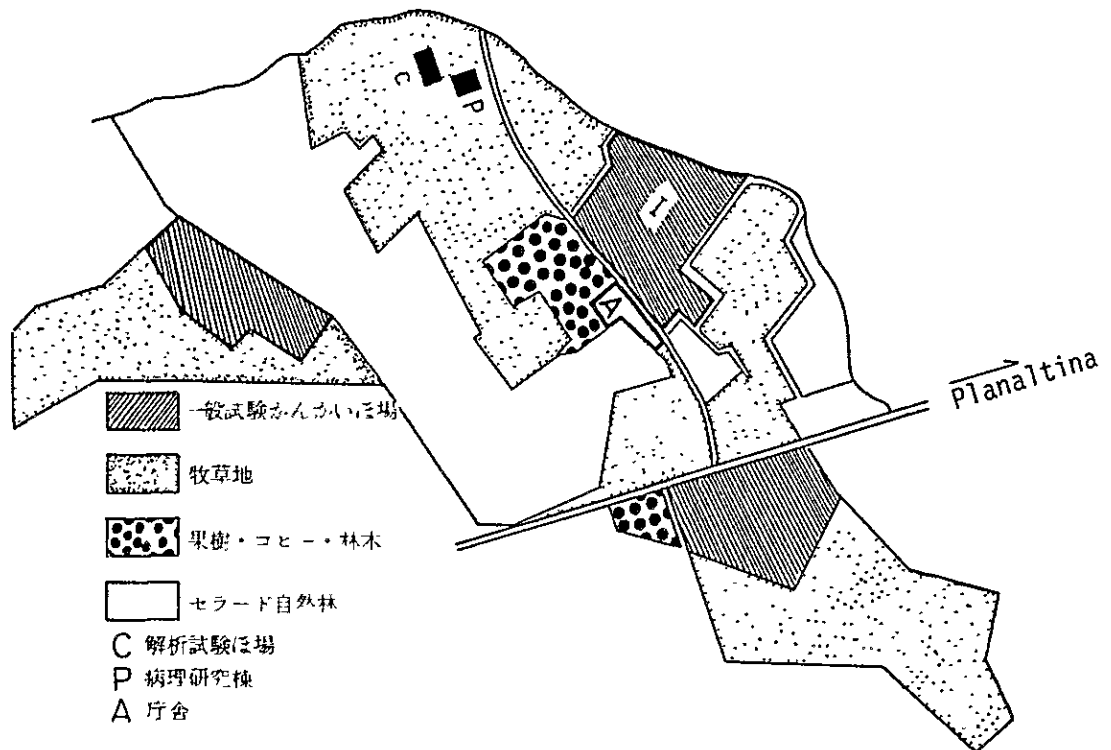 C
P
I
A
Planaltina
一般試験かんがいほ場
牧草地
果樹・コヒー・林木
セラード自然林
C 解析試験ほ場
P 病理研究棟
A 庁舎